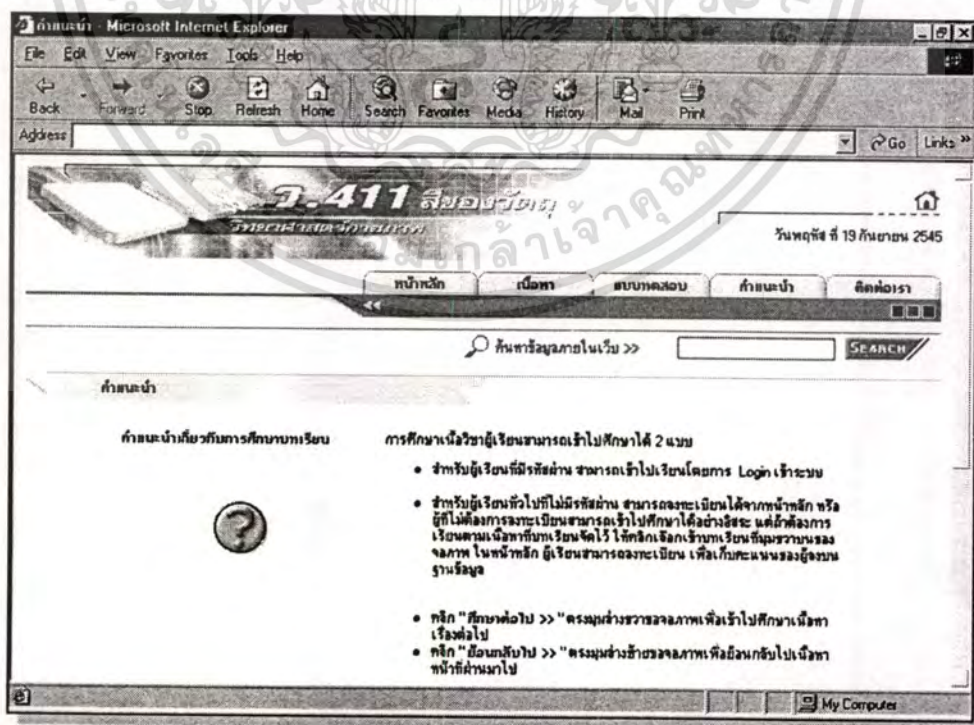 คำแนะนำ - Microsoft Internet Explorer
File Edit View Favorites Tools Help
Back Forward Stop Refresh Home Search Favorites Media History Mail Print
Address Go Links »
ว.411 สีของวัตถุ
วิทยาศาสตร์กายภาพ
วันพฤหัส ที่ 19 กันยายน 2545
หน้าหลัก เนื้อหา แบบทดสอบ คำแนะนำ ติดต่อเรา
<<
ค้นหาข้อมูลภายในเว็บ >> SEARCH
คำแนะนำ
คำแนะนำเกี่ยวกับการศึกษาบทเรียน
การศึกษาเนื้อวิชาผู้เรียนสามารถเข้าไปศึกษาได้ 2 แบบ
• สำหรับผู้เรียนที่มีรหัสผ่าน สามารถเข้าไปเรียนโดยการ Login เข้าระบบ
• สำหรับผู้เรียนทั่วไปที่ไม่มีรหัสผ่าน สามารถลงทะเบียนได้จากหน้าหลัก หรือ
ผู้ที่ไม่ต้องการลงทะเบียนสามารถเข้าไปศึกษาได้อย่างอิสระ แต่ถ้าต้องการ
เรียนตามเนื้อหาที่บทเรียนจัดไว้ ให้คลิกเลือกเข้าบทเรียนที่มุมขวาบนของ
จอภาพ ในหน้าหลัก ผู้เรียนสามารถลงทะเบียน เพื่อเก็บคะแนนของผู้ลงบน
ฐานข้อมูล
• คลิก "ศึกษาต่อไป >> "ตรงมุมล่างขวาของจอภาพเพื่อเข้าไปศึกษาเนื้อหา
เรื่องต่อไป
• คลิก "ย้อนกลับไป >> "ตรงมุมล่างซ้ายของจอภาพเพื่อย้อนกลับไปเนื้อหา
หน้าที่ผ่านมาไป
My Computer